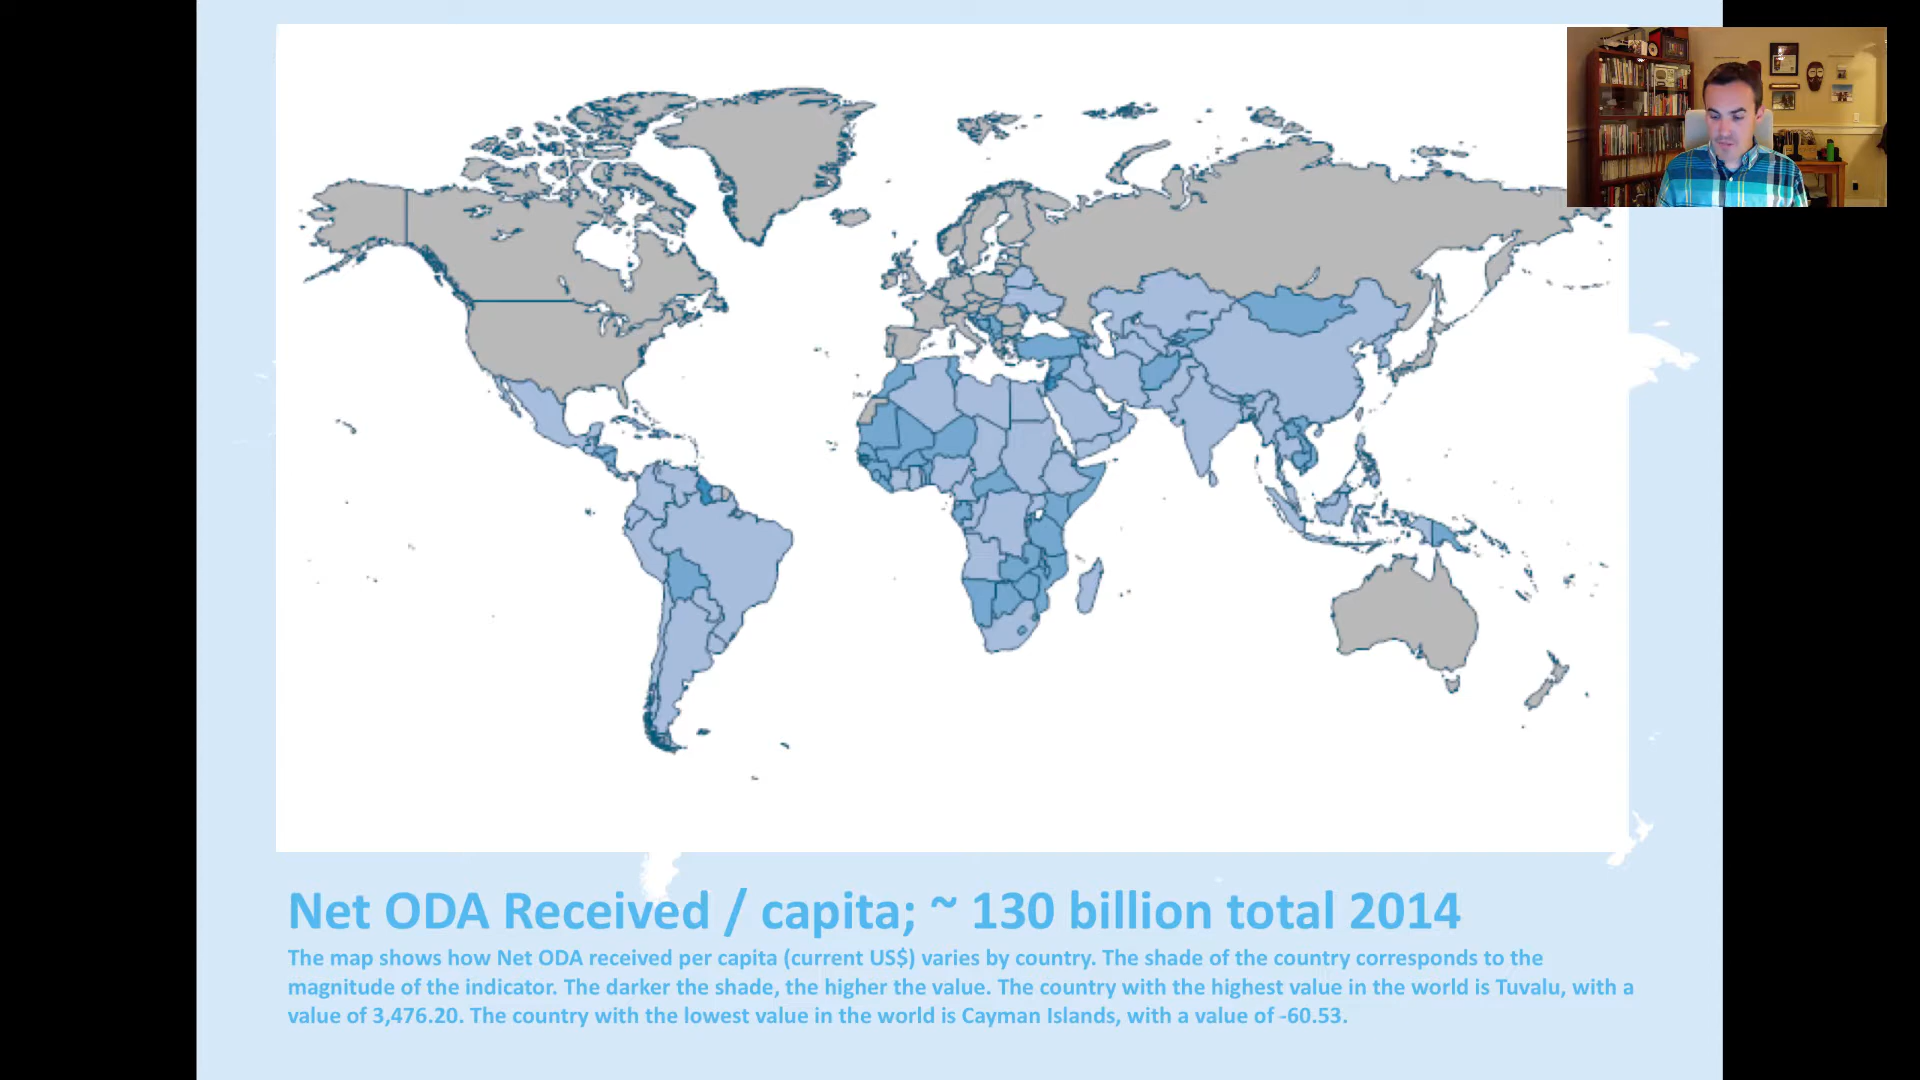 Net ODA Received / capita; ~ 130 billion total 2014
The map shows how Net ODA received per capita (current US$) varies by country. The shade of the country corresponds to the
magnitude of the indicator. The darker the shade, the higher the value. The country with the highest value in the world is Tuvalu, with a
value of 3,476.20. The country with the lowest value in the world is Cayman Islands, with a value of -60.53.